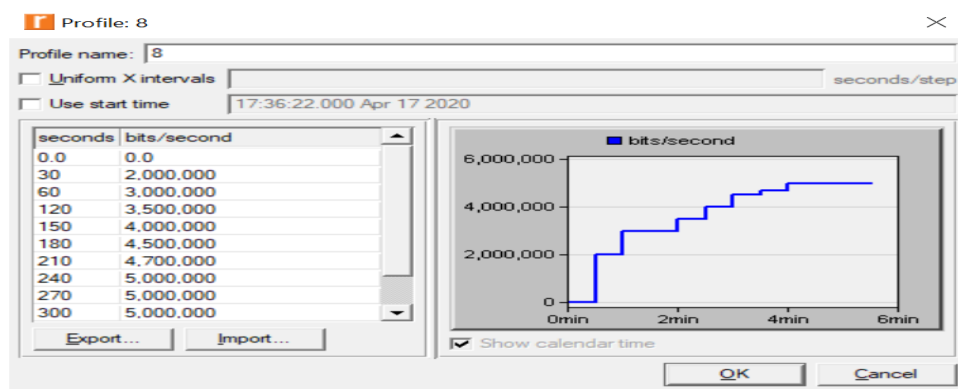 Profile: 8
Profile name: 8
Uniform X intervals seconds/step
Use start time 17:36:22.000 Apr 17 2020
seconds bits/second
0.0 0.0
30 2,000,000
60 3,000,000
120 3,500,000
150 4,000,000
180 4,500,000
210 4,700,000
240 5,000,000
270 5,000,000
300 5,000,000
Export... Import...
bits/second
6,000,000
4,000,000
2,000,000
0
0min 2min 4min 6min
Show calendar time
OK Cancel